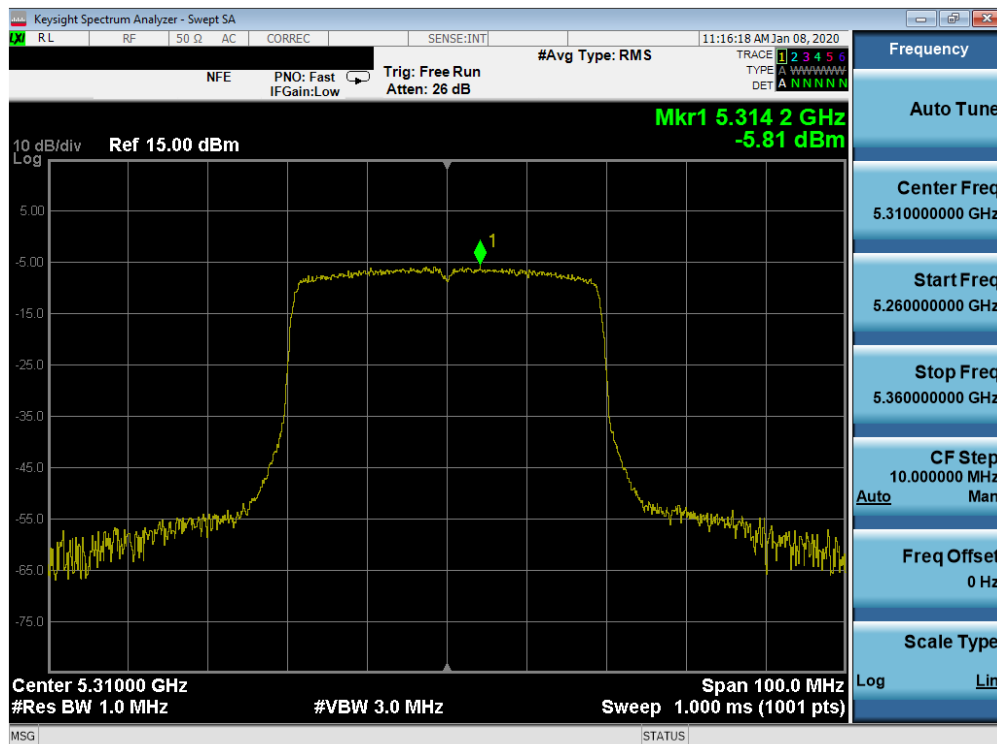 Keysight Spectrum Analyzer - Swept SA
LXI RL RF 50 Ω AC CORREC SENSE:INT 11:16:18 AM Jan 08, 2020
#Avg Type: RMS
TRACE 1 2 3 4 5 6
TYPE A WWWWW
DET A N N N N N
NFE PNO: Fast Trig: Free Run
IFGain:Low Atten: 26 dB
Mkr1 5.314 2 GHz
-5.81 dBm
10 dB/div Ref 15.00 dBm
Log
5.00
-5.00
-15.0
-25.0
-35.0
-45.0
-55.0
-65.0
-75.0
1
Center 5.31000 GHz Span 100.0 MHz
#Res BW 1.0 MHz #VBW 3.0 MHz Sweep 1.000 ms (1001 pts)
MSG STATUS
Frequency
Auto Tune
Center Freq
5.310000000 GHz
Start Freq
5.260000000 GHz
Stop Freq
5.360000000 GHz
CF Step
10.000000 MHz
Auto Man
Freq Offset
0 Hz
Scale Type
Log Lin